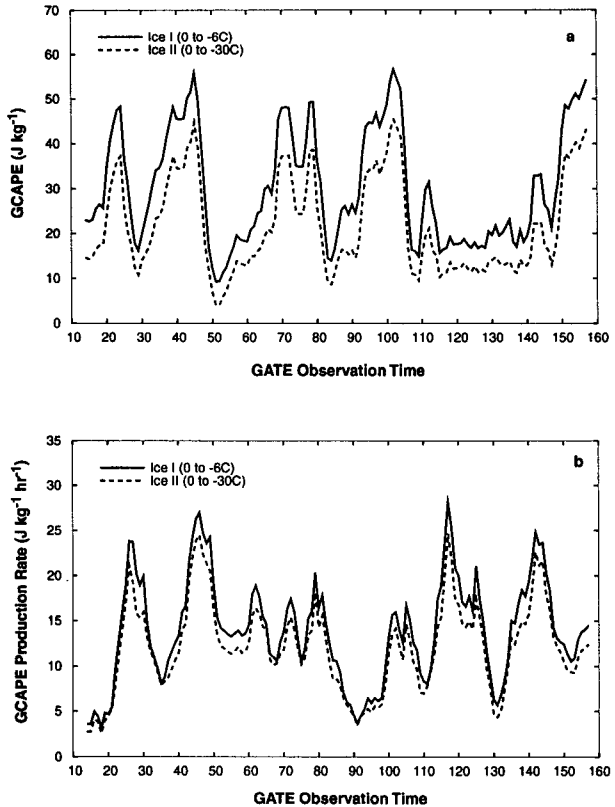 a
Ice I (0 to -6C)
Ice II (0 to -30C)
GCAPE (J kg⁻¹)
70
60
50
40
30
20
10
0
10 20 30 40 50 60 70 80 90 100 110 120 130 140 150 160
GATE Observation Time
b
Ice I (0 to -6C)
Ice II (0 to -30C)
GCAPE Production Rate (J kg⁻¹ hr⁻¹)
35
30
25
20
15
10
5
0
10 20 30 40 50 60 70 80 90 100 110 120 130 140 150 160
GATE Observation Time